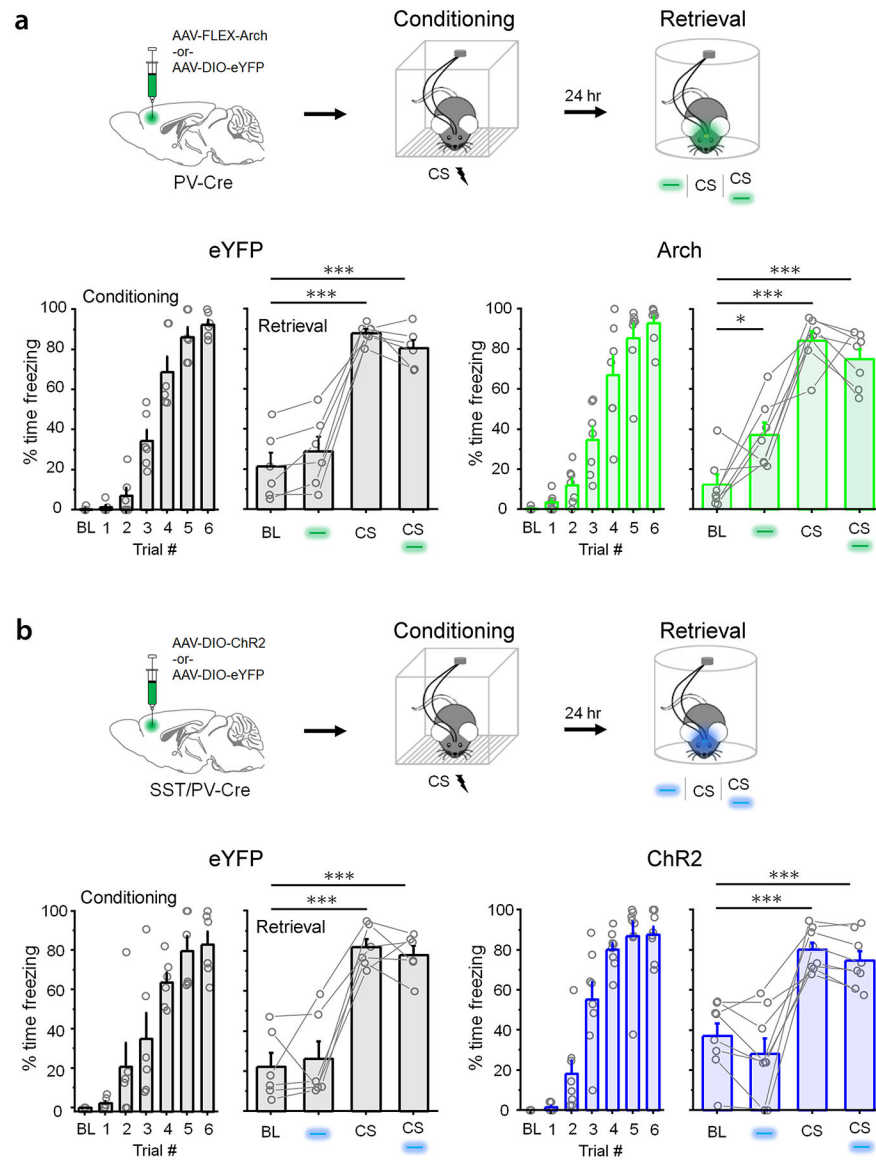 a
AAV-FLEX-Arch
-or-
AAV-DIO-eYFP
PV-Cre
Conditioning
CS
24 hr
Retrieval
CS
CS
eYFP
Conditioning
% time freezing
100
80
60
40
20
0
BL 1 2 3 4 5 6
Trial #
***
***
Retrieval
BL CS CS
Arch
% time freezing
100
80
60
40
20
0
BL 1 2 3 4 5 6
Trial #
***
***
*
BL CS CS
b
AAV-DIO-ChR2
-or-
AAV-DIO-eYFP
SST/PV-Cre
Conditioning
CS
24 hr
Retrieval
CS
CS
eYFP
Conditioning
% time freezing
100
80
60
40
20
0
BL 1 2 3 4 5 6
Trial #
***
***
Retrieval
BL CS CS
ChR2
% time freezing
100
80
60
40
20
0
BL 1 2 3 4 5 6
Trial #
***
***
BL CS CS